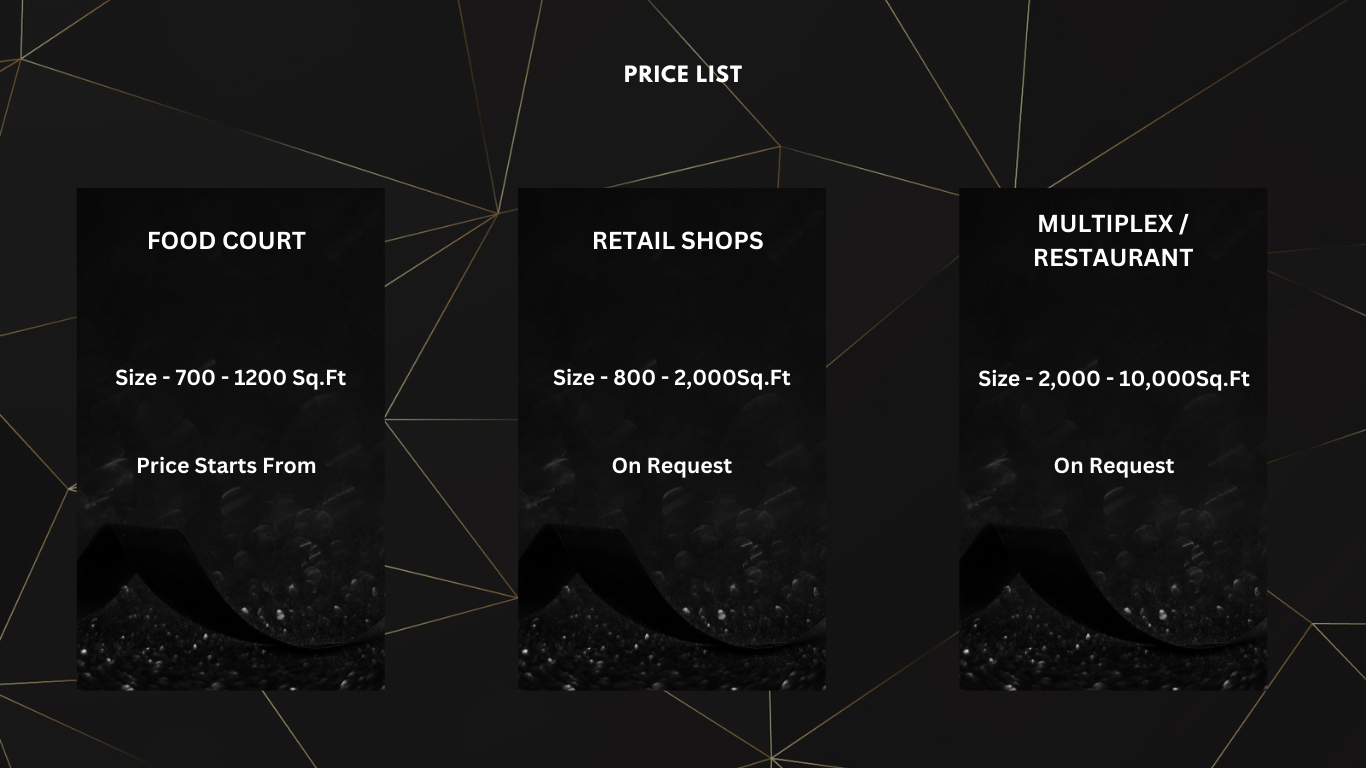 PRICE LIST
FOOD COURT
Size - 700 - 1200 Sq.Ft
Price Starts From
RETAIL SHOPS
Size - 800 - 2,000Sq.Ft
On Request
MULTIPLEX /
RESTAURANT
Size - 2,000 - 10,000Sq.Ft
On Request